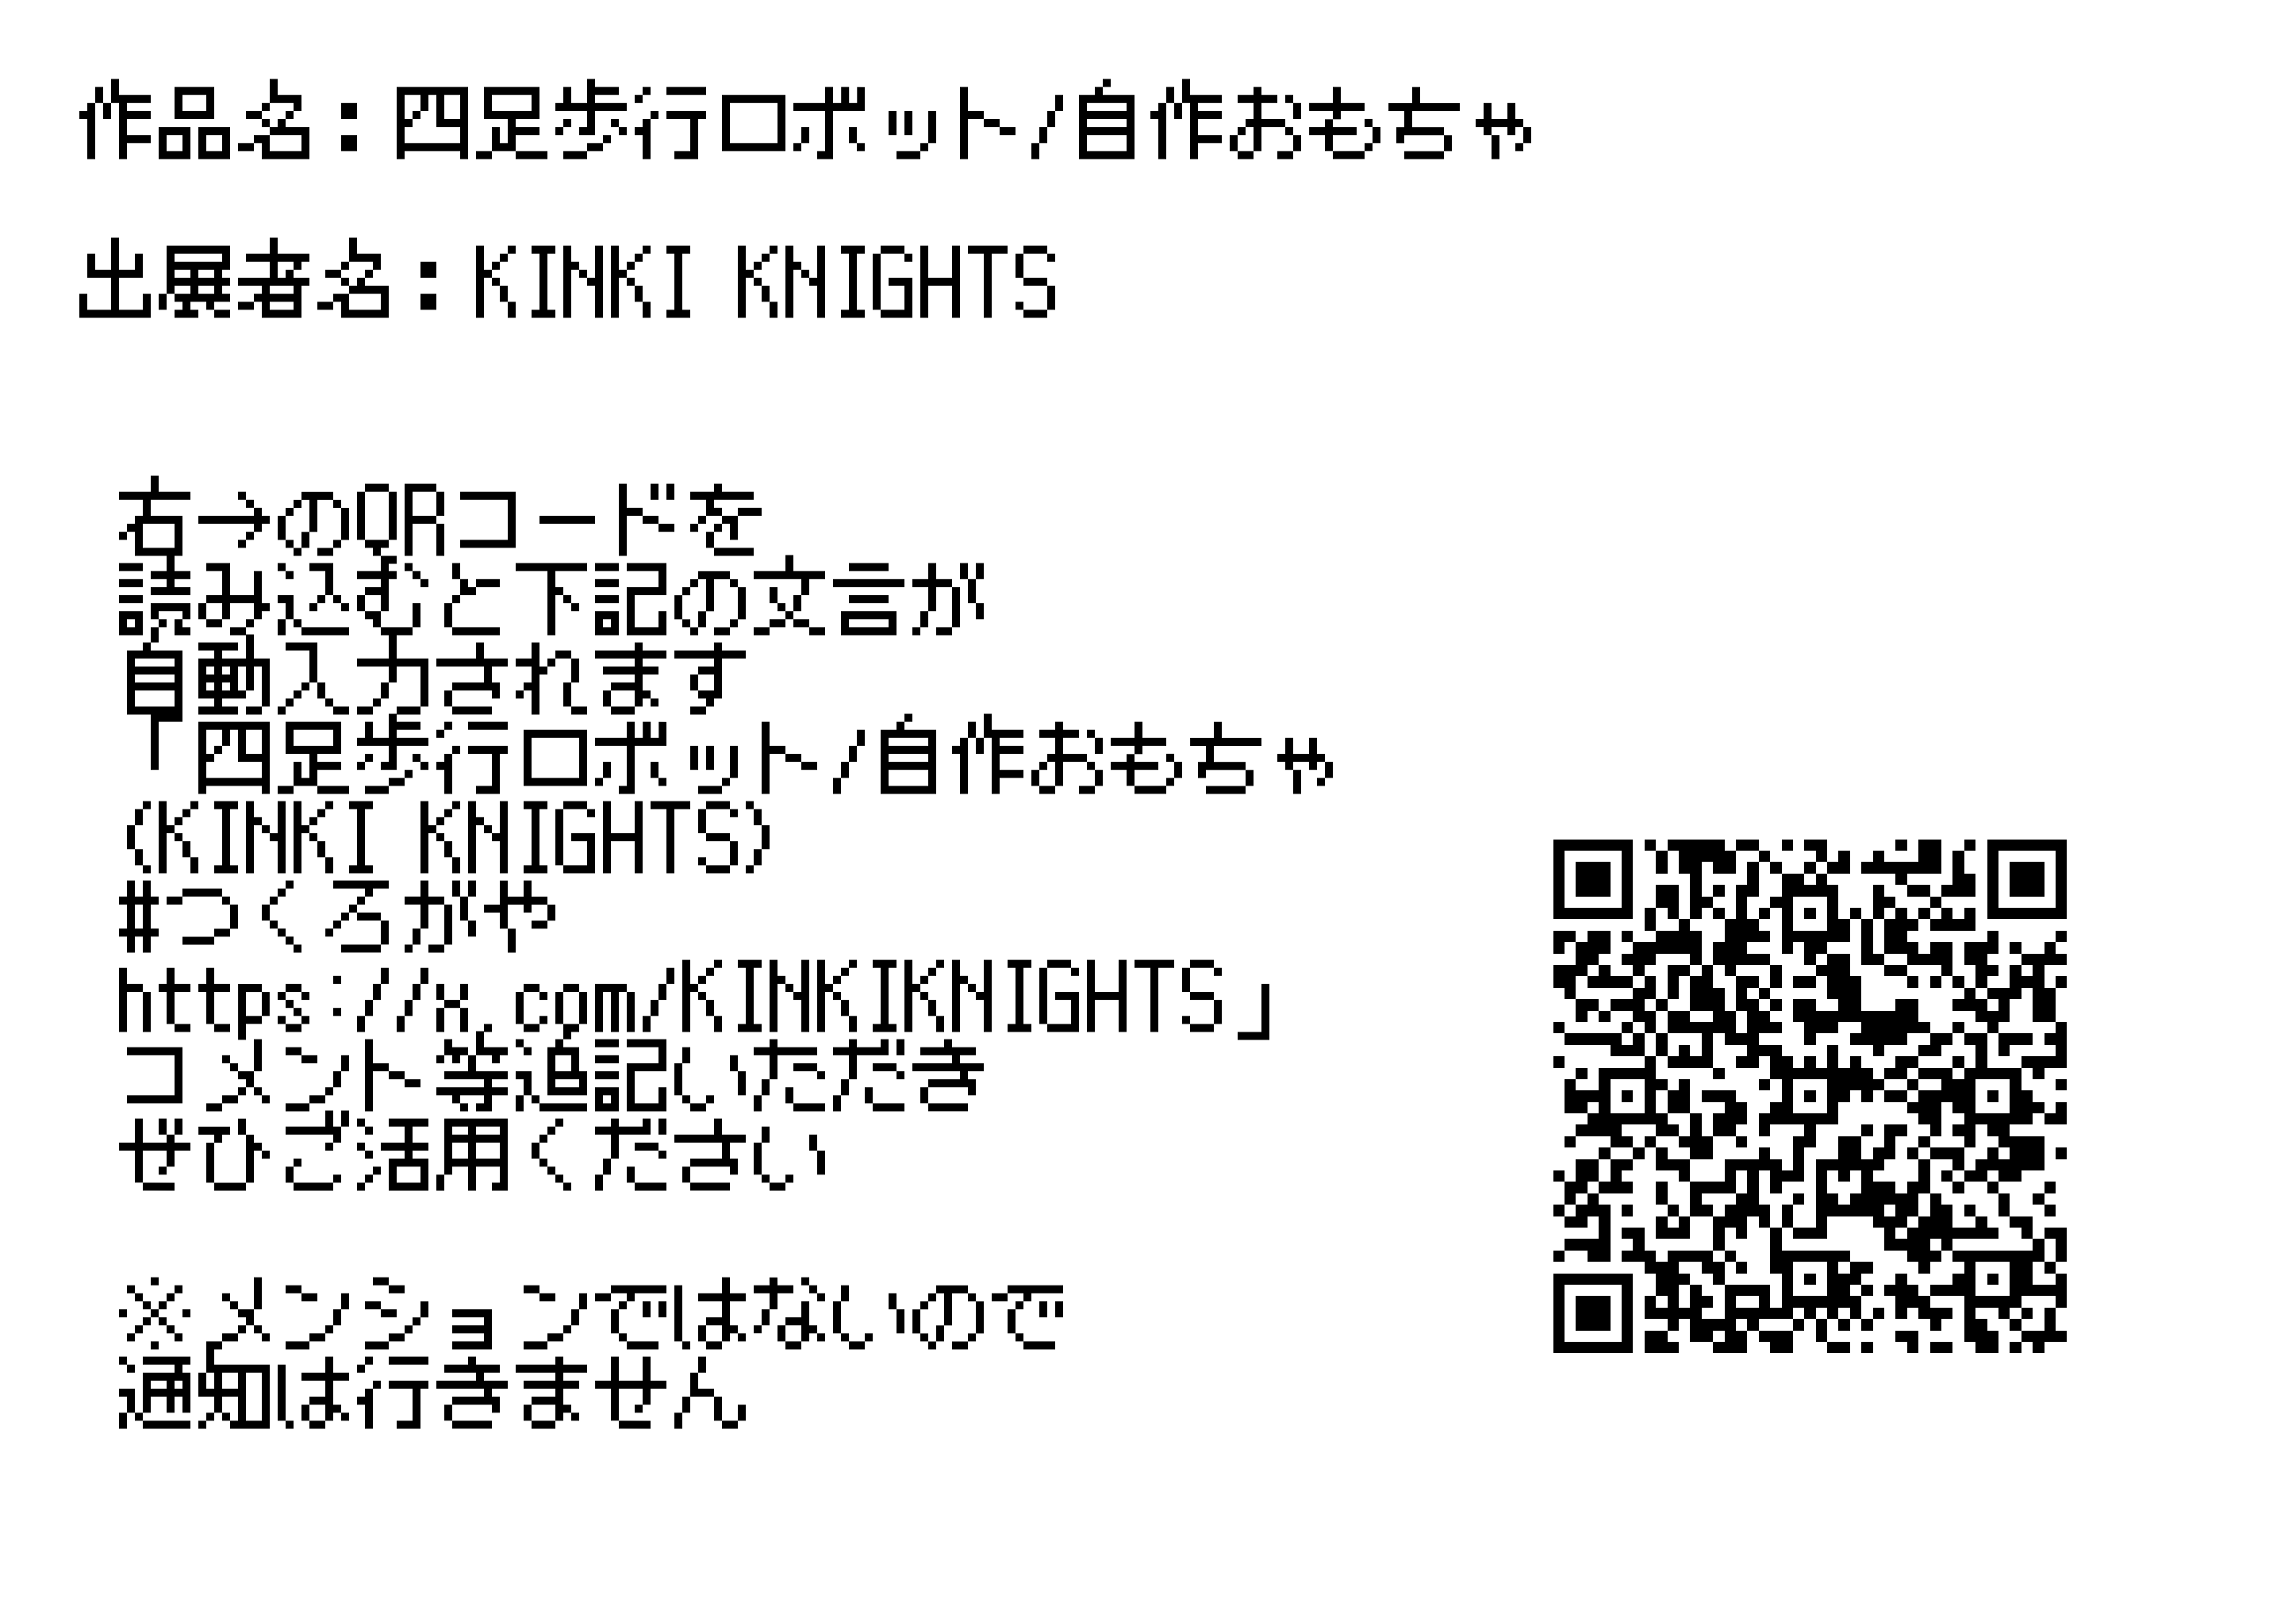 作品名：四足歩行ロボット/自作おもちゃ
出展者名：KINKI KNIGHTS
右→のQRコードを
読み込むと下記の文言が
自動入力されます
「四足歩行ロボット/自作おもちゃ
(KINKI KNIGHTS)
#つくろがや
https://x.com/KINKIKNIGHTS」
コメント等追記いただき
ぜひご活用ください
※メンションではないので
通知は行きません。